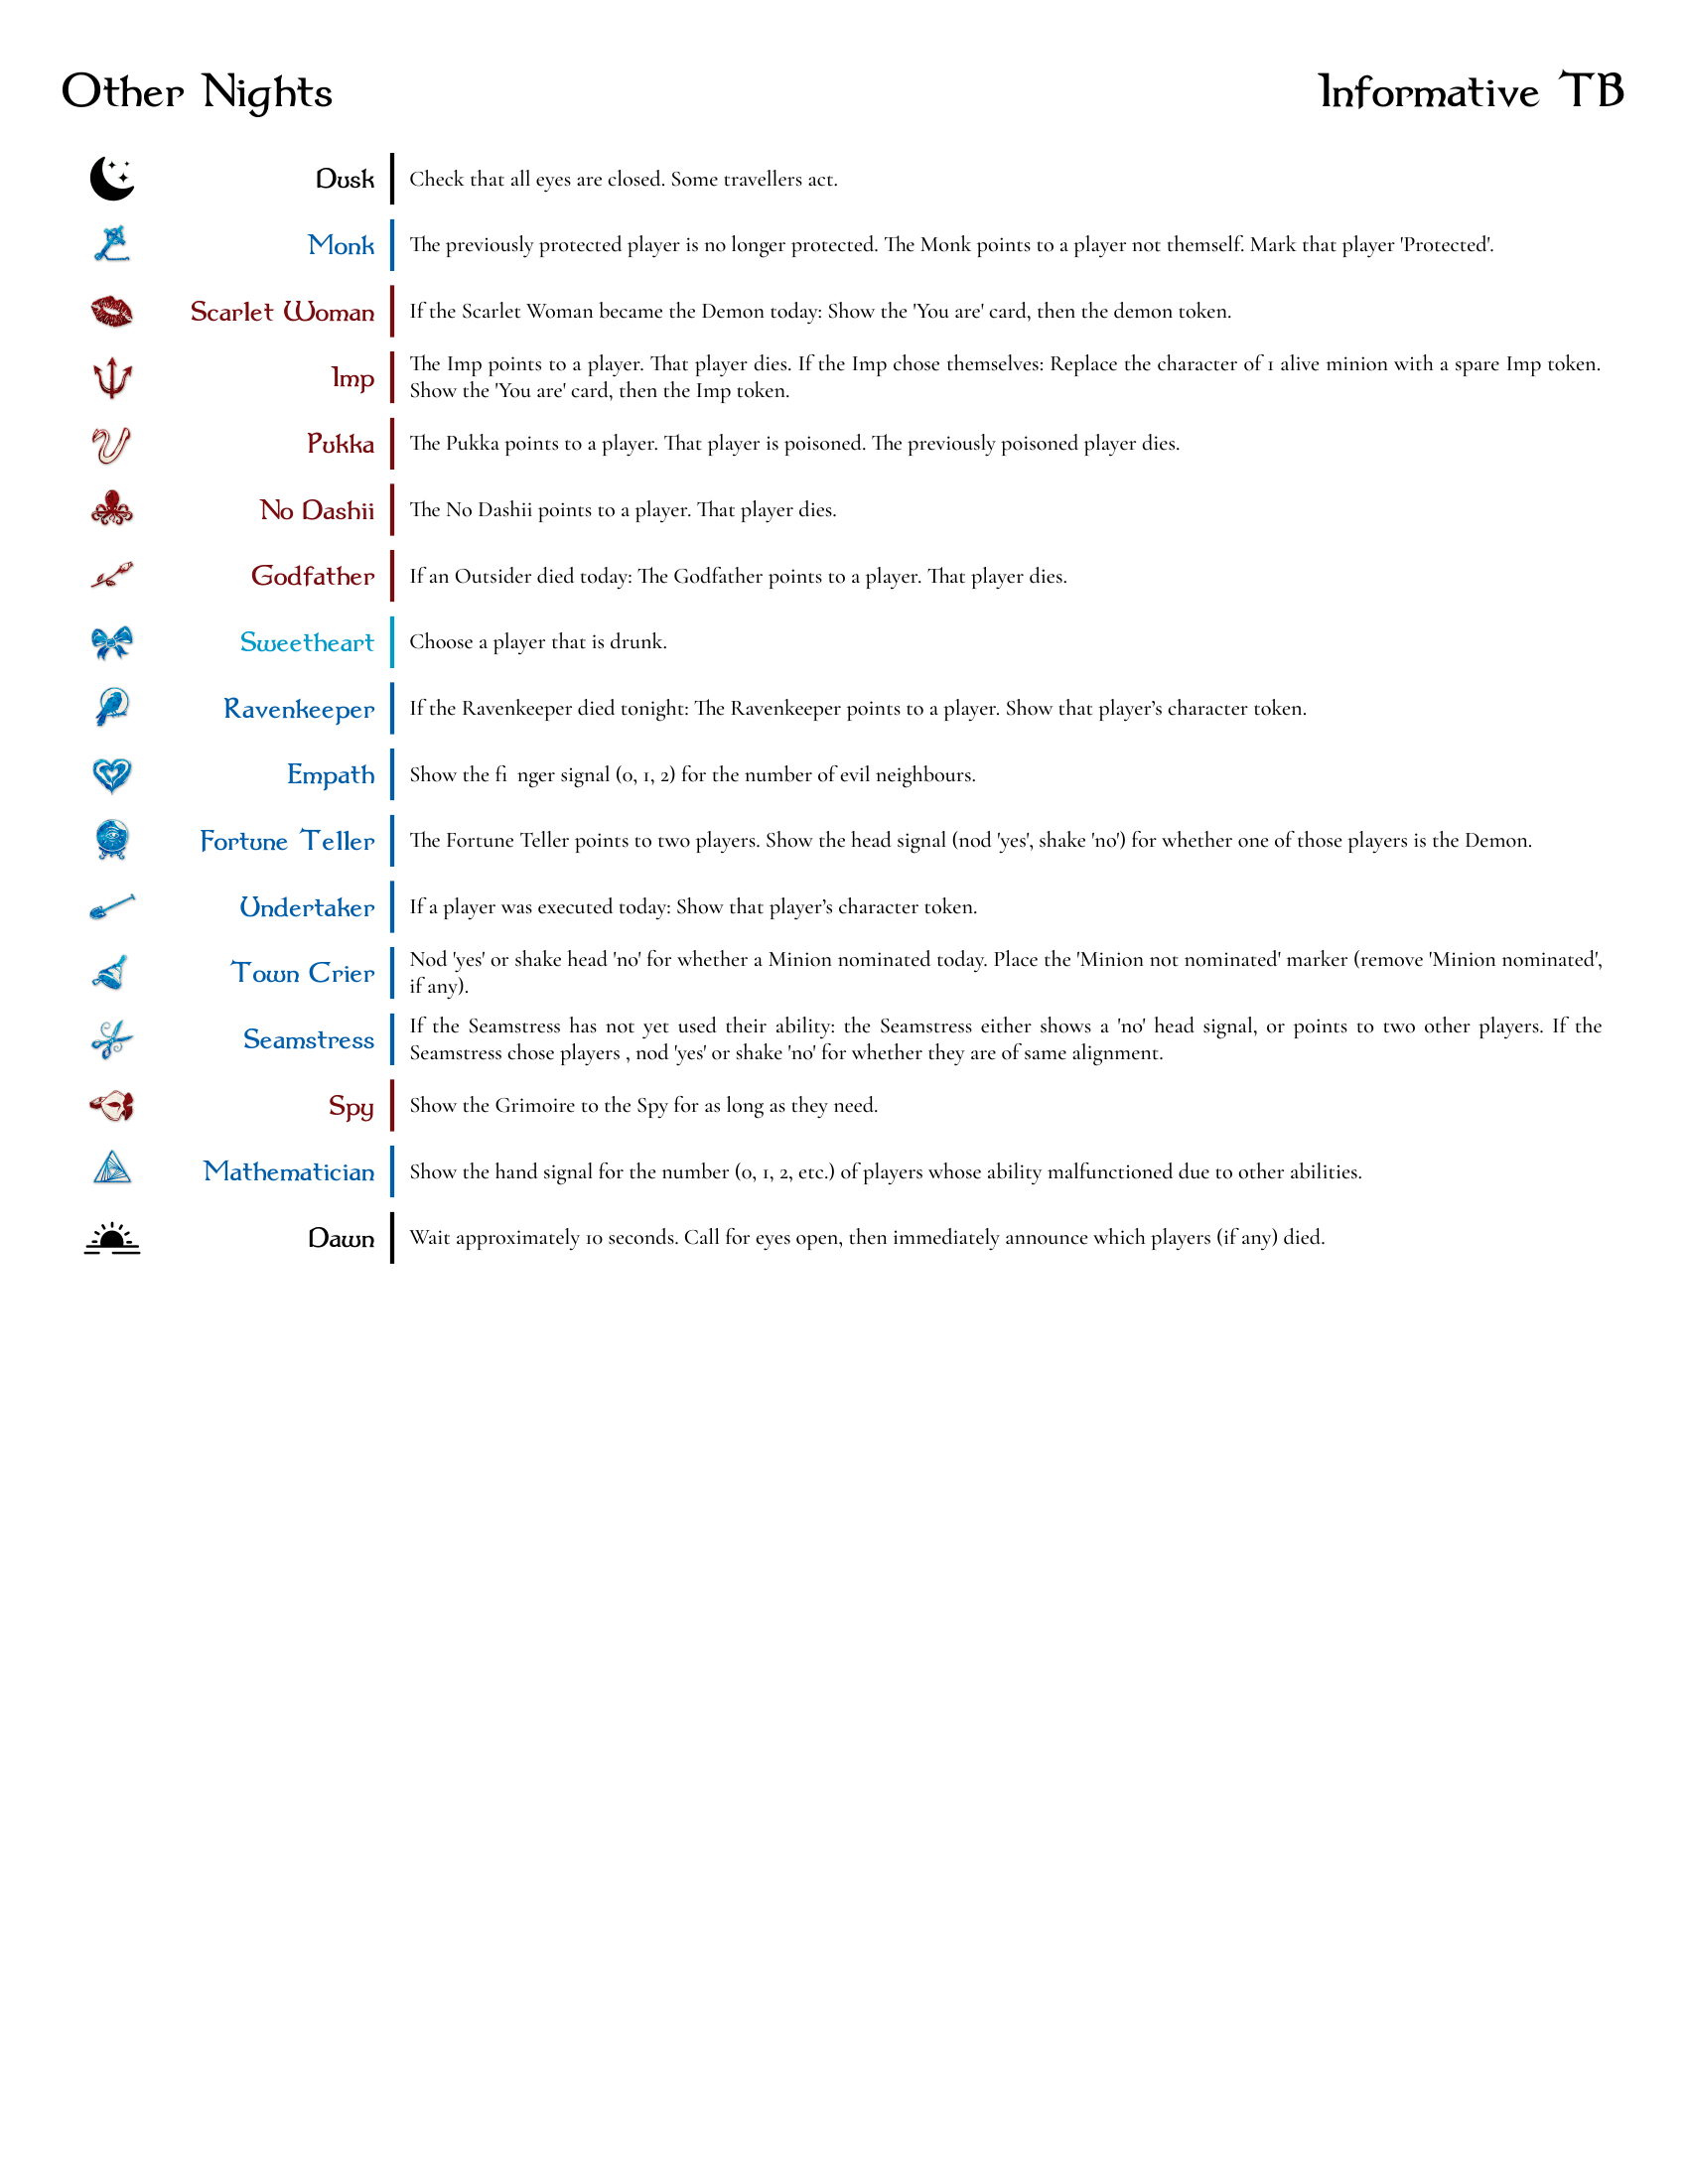 Other Nights
Informative TB
Dusk
Check that all eyes are closed. Some travellers act.
Monk
The previously protected player is no longer protected. The Monk points to a player not themself. Mark that player 'Protected'.
Scarlet Woman
If the Scarlet Woman became the Demon today: Show the 'You are' card, then the demon token.
Imp
The Imp points to a player. That player dies. If the Imp chose themselves: Replace the character of 1 alive minion with a spare Imp token.
Show the 'You are' card, then the Imp token.
Pukka
The Pukka points to a player. That player is poisoned. The previously poisoned player dies.
No Dashii
The No Dashii points to a player. That player dies.
Godfather
If an Outsider died today: The Godfather points to a player. That player dies.
Sweetheart
Choose a player that is drunk.
Ravenkeeper
If the Ravenkeeper died tonight: The Ravenkeeper points to a player. Show that player’s character token.
Empath
Show the fi nger signal (0, 1, 2) for the number of evil neighbours.
Fortune Teller
The Fortune Teller points to two players. Show the head signal (nod 'yes', shake 'no') for whether one of those players is the Demon.
Undertaker
If a player was executed today: Show that player’s character token.
Town Crier
Nod 'yes' or shake head 'no' for whether a Minion nominated today. Place the 'Minion not nominated' marker (remove 'Minion nominated',
if any).
Seamstress
If the Seamstress has not yet used their ability: the Seamstress either shows a 'no' head signal, or points to two other players. If the
Seamstress chose players , nod 'yes' or shake 'no' for whether they are of same alignment.
Spy
Show the Grimoire to the Spy for as long as they need.
Mathematician
Show the hand signal for the number (0, 1, 2, etc.) of players whose ability malfunctioned due to other abilities.
Dawn
Wait approximately 10 seconds. Call for eyes open, then immediately announce which players (if any) died.